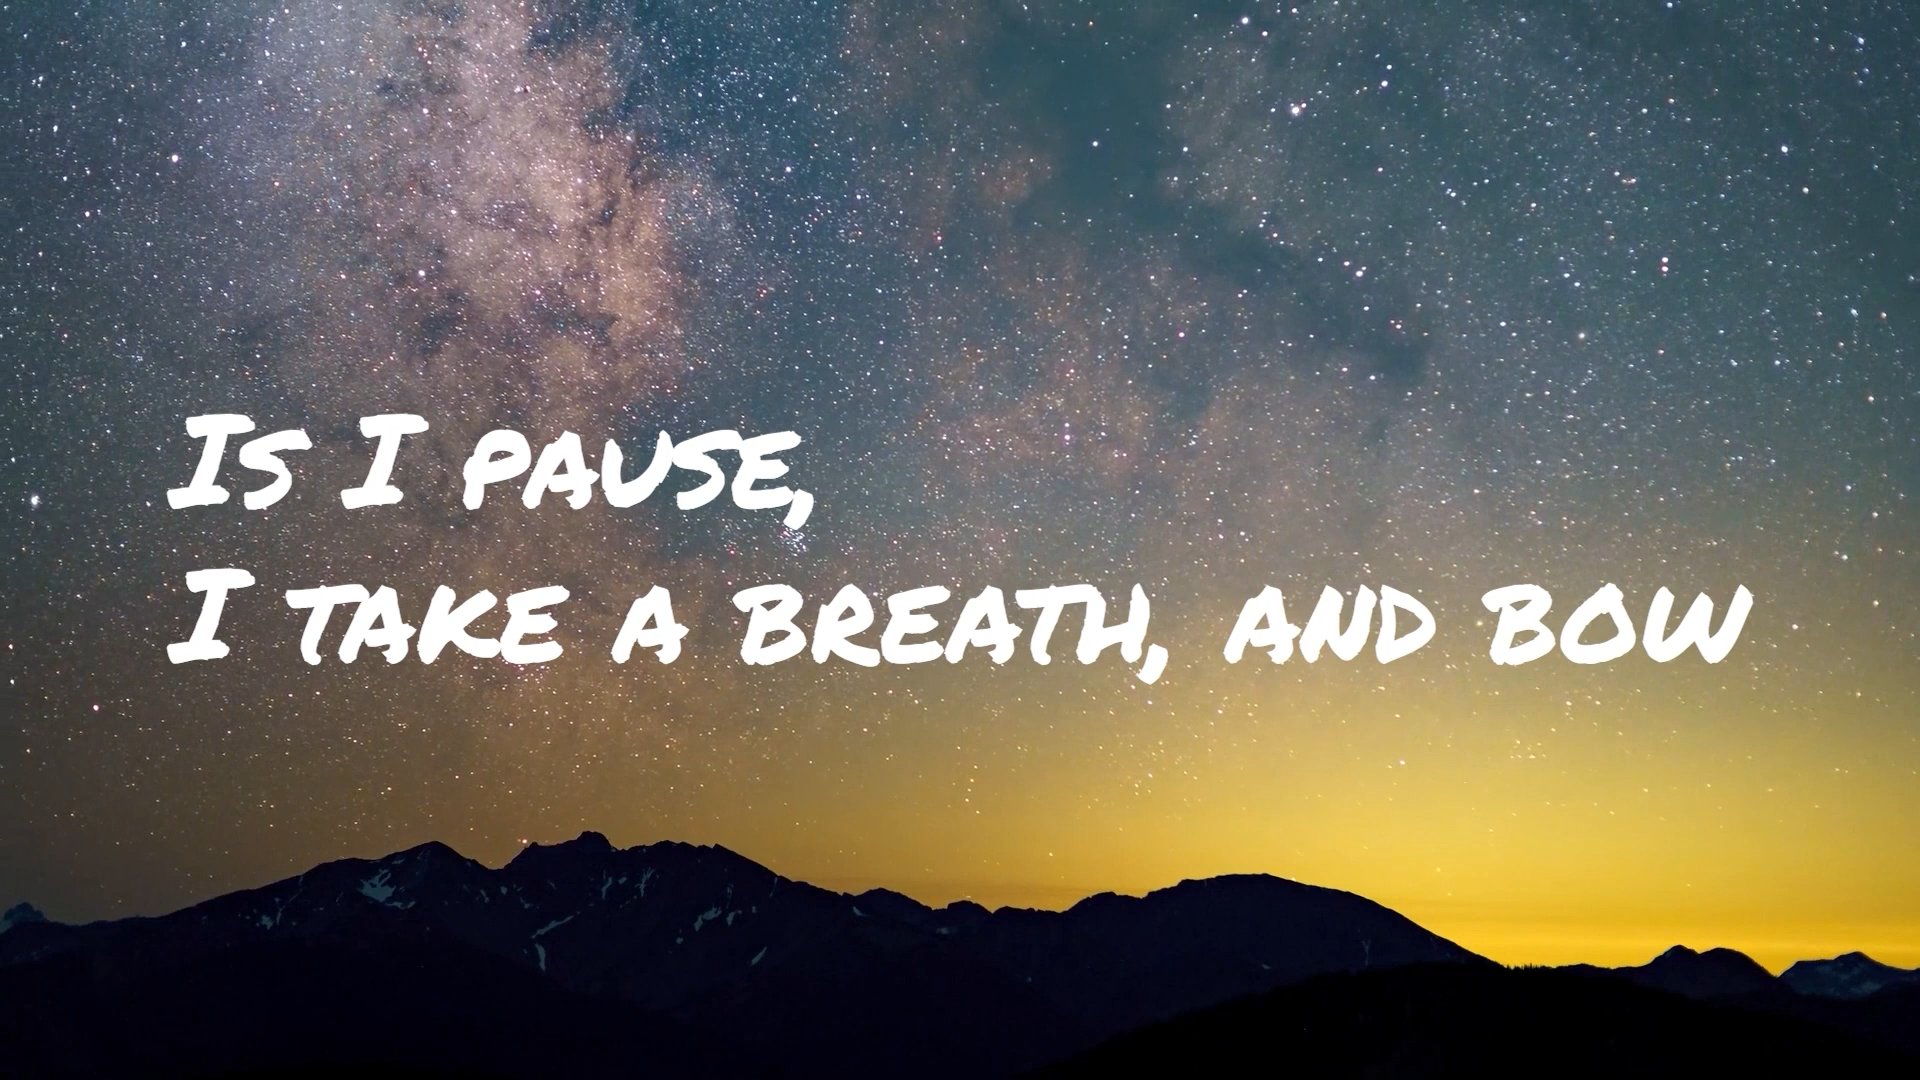 Is I pause,
I take a breath, and bow